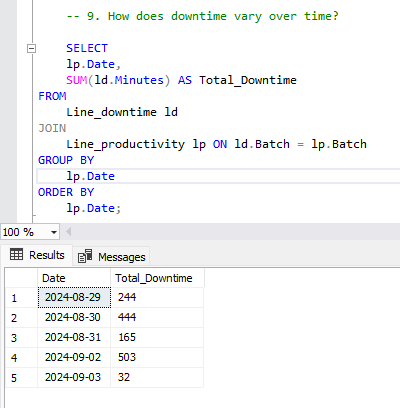 -- 9. How does downtime vary over time?
SELECT
lp.Date,
SUM(ld.Minutes) AS Total_Downtime
FROM
Line_downtime ld
JOIN
Line_productivity lp ON ld.Batch = lp.Batch
GROUP BY
lp.Date
ORDER BY
lp.Date;
100 %
Results Messages
Date Total_Downtime
1 2024-08-29 244
2 2024-08-30 444
3 2024-08-31 165
4 2024-09-02 503
5 2024-09-03 32